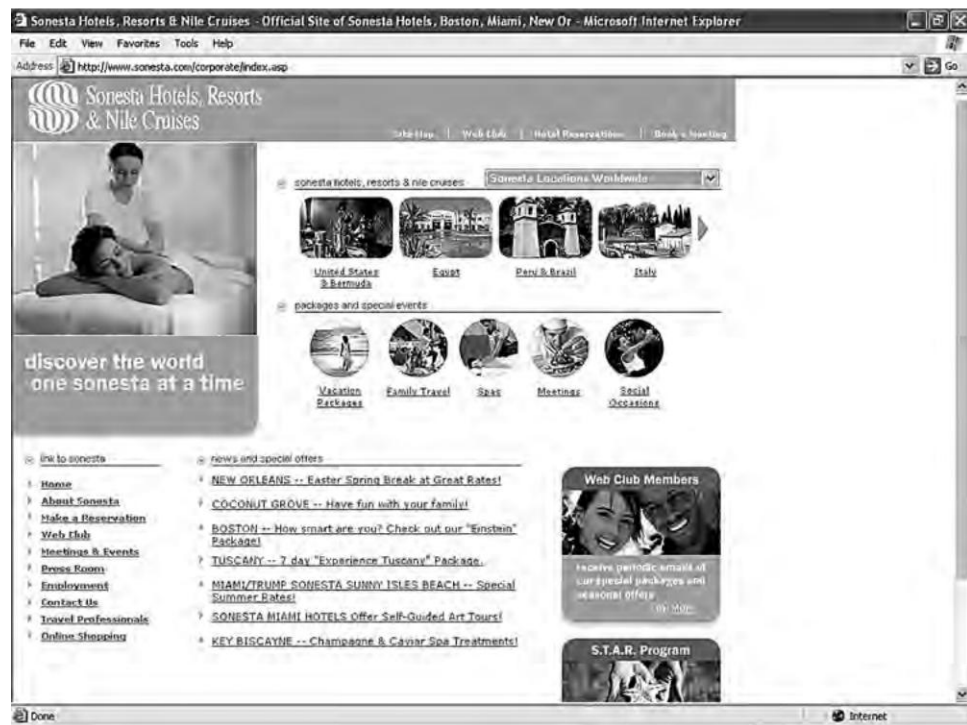 Sonesta Hotels, Resorts & Nile Cruises - Official Site of Sonesta Hotels, Boston, Miami, New Or - Microsoft Internet Explorer
File Edit View Favorites Tools Help
Address http://www.sonesta.com/corporate/index.asp Go
Sonesta Hotels, Resorts
& Nile Cruises
Site Map | Web Club | Hotel Reservations | Book a Meeting
sonesta hotels, resorts & nile cruises
Sonesta Locations Worldwide
United States
& Bermuda
Egypt
Peru & Brazil
Italy
packages and special events
discover the world
one sonesta at a time
Vacation
Packages
Family Travel
Spas
Meetings
Social
Occasions
link to sonesta
Home
About Sonesta
Make a Reservation
Web Club
Meetings & Events
Press Room
Employment
Contact Us
Travel Professionals
Online Shopping
news and special offers
NEW ORLEANS -- Easter Spring Break at Great Rates!
COCONUT GROVE -- Have fun with your family!
BOSTON -- How smart are you? Check out our "Einstein"
Package!
TUSCANY -- 7 day "Experience Tuscany" Package.
MIAMI/TRUMP SONESTA SUNNY ISLES BEACH -- Special
Summer Rates!
SONESTA MIAMI HOTELS Offer Self-Guided Art Tours!
KEY BISCAYNE -- Champagne & Caviar Spa Treatments!
Web Club Members
receive periodic emails of
our special packages and
seasonal offers
More
S.T.A.R. Program
Done
Internet